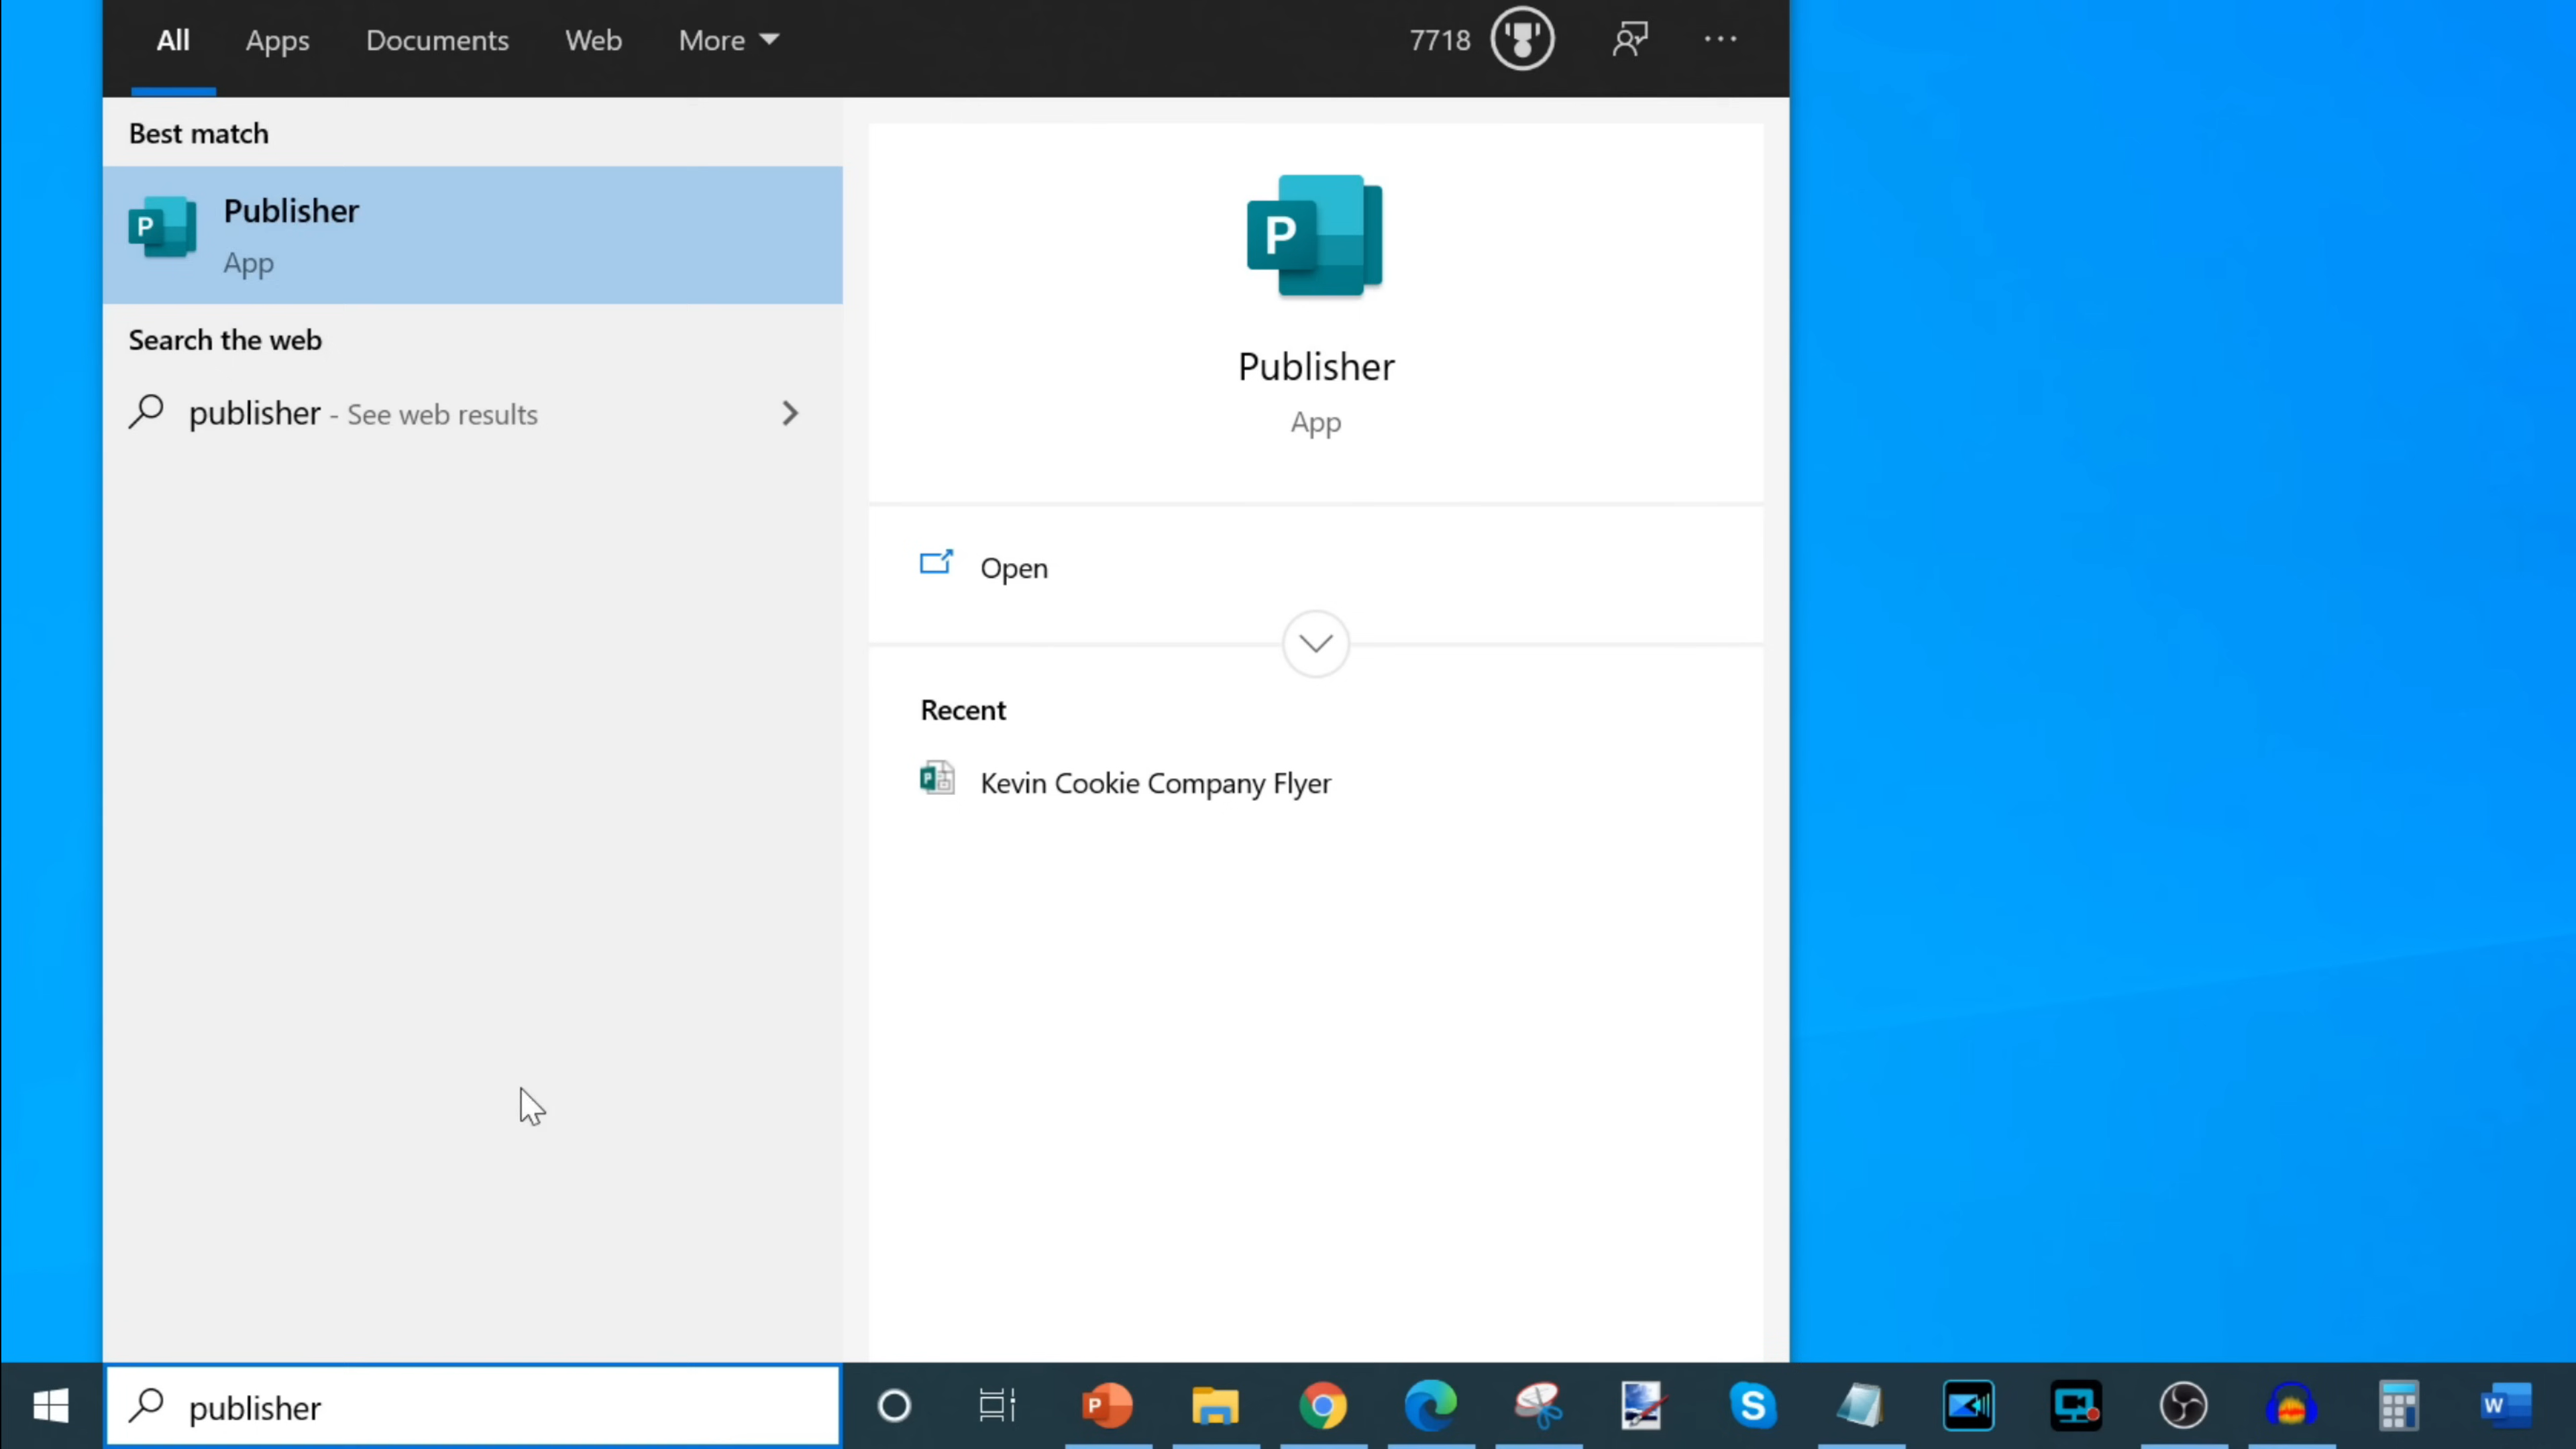 All Apps Documents Web More 7718
Best match
P Publisher
App
Search the web
publisher - See web results
P
Publisher
App
Open
Recent
P Kevin Cookie Company Flyer
publisher P S W